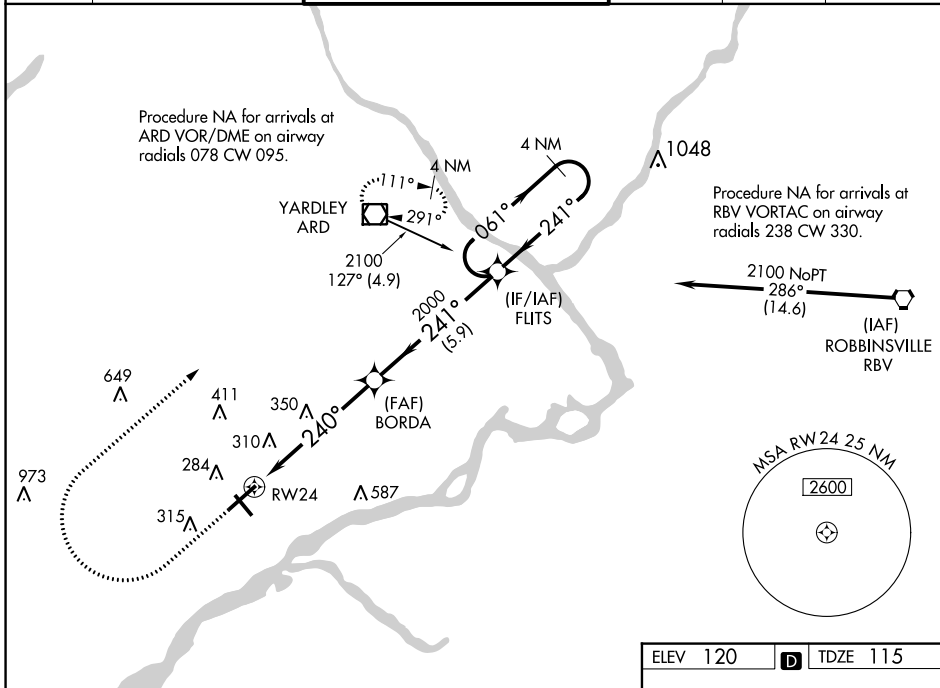 Procedure NA for arrivals at
ARD VOR/DME on airway
radials 078 CW 095.
4 NM
4 NM
1048
111°
291°
YARDLEY
ARD
061°
241°
Procedure NA for arrivals at
RBV VORTAC on airway
radials 238 CW 330.
2100
127° (4.9)
2100 NoPT
286°
(14.6)
2000
241°
(5.9)
(IF/IAF)
FLITS
(IAF)
ROBBINSVILLE
RBV
649
411
350
(FAF)
BORDA
240°
310
284
973
RW24
587
315
MSA RW 24 25 NM
2600
ELEV 120 D TDZE 115